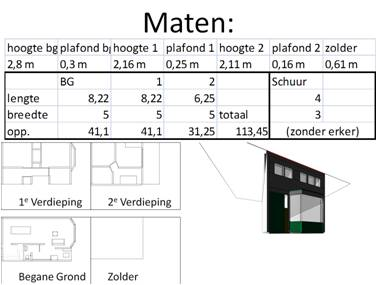 Maten:
hoogte bg plafond bg hoogte 1 plafond 1 hoogte 2 plafond 2 zolder
2,8 m 0,3 m 2,16 m 0,25 m 2,11 m 0,16 m 0,61 m
BG 1 2 Schuur
lengte 8,22 8,22 6,25 4
breedte 5 5 5 totaal 3
opp. 41,1 41,1 31,25 113,45 (zonder erker)
1e Verdieping 2e Verdieping
Begane Grond Zolder